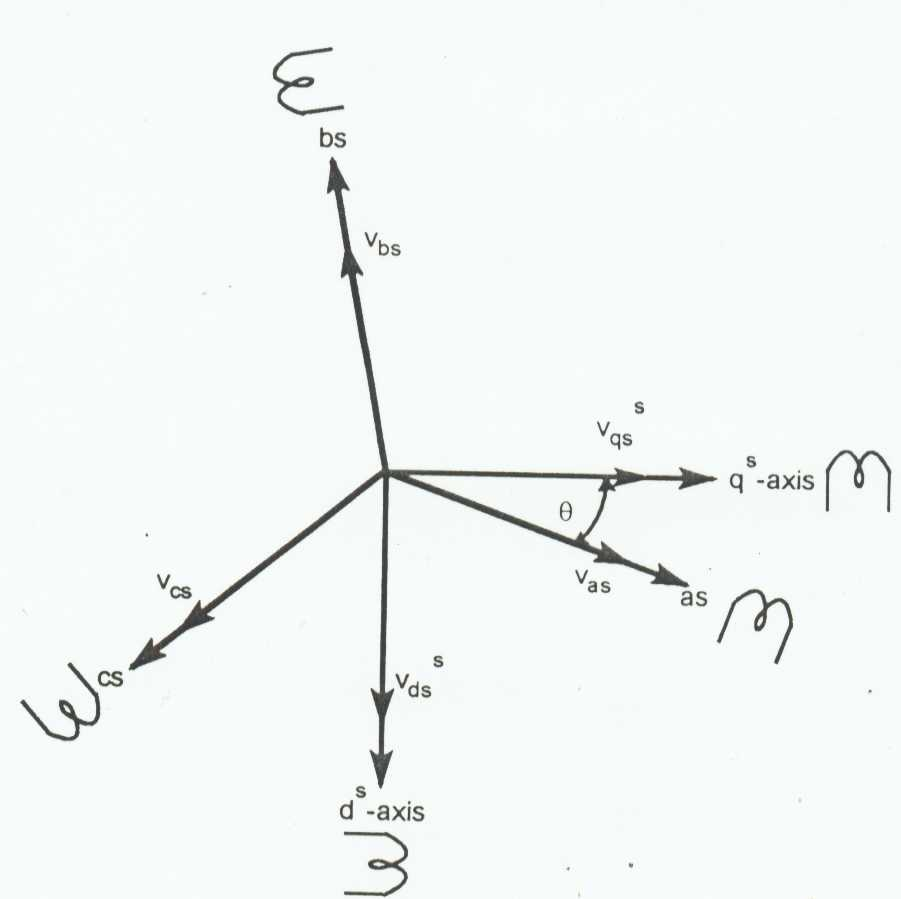 bs
v_bs
v_qs^s
q^s-axis
θ
v_as
as
v_cs
cs
v_ds^s
d^s-axis